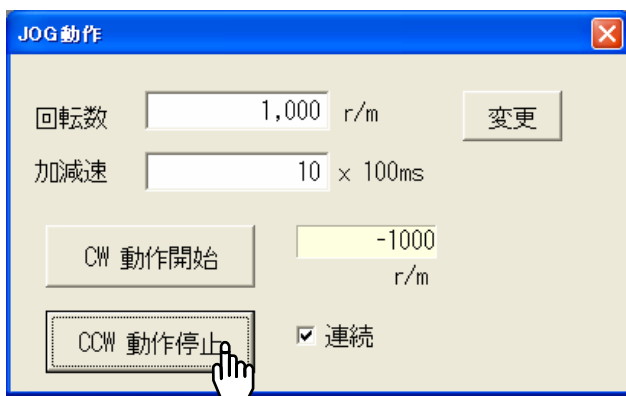 JOG動作
回転数 1,000 r/m 変更
加減速 10 × 100ms
CW 動作開始 -1000
r/m
CCW 動作停止 連続